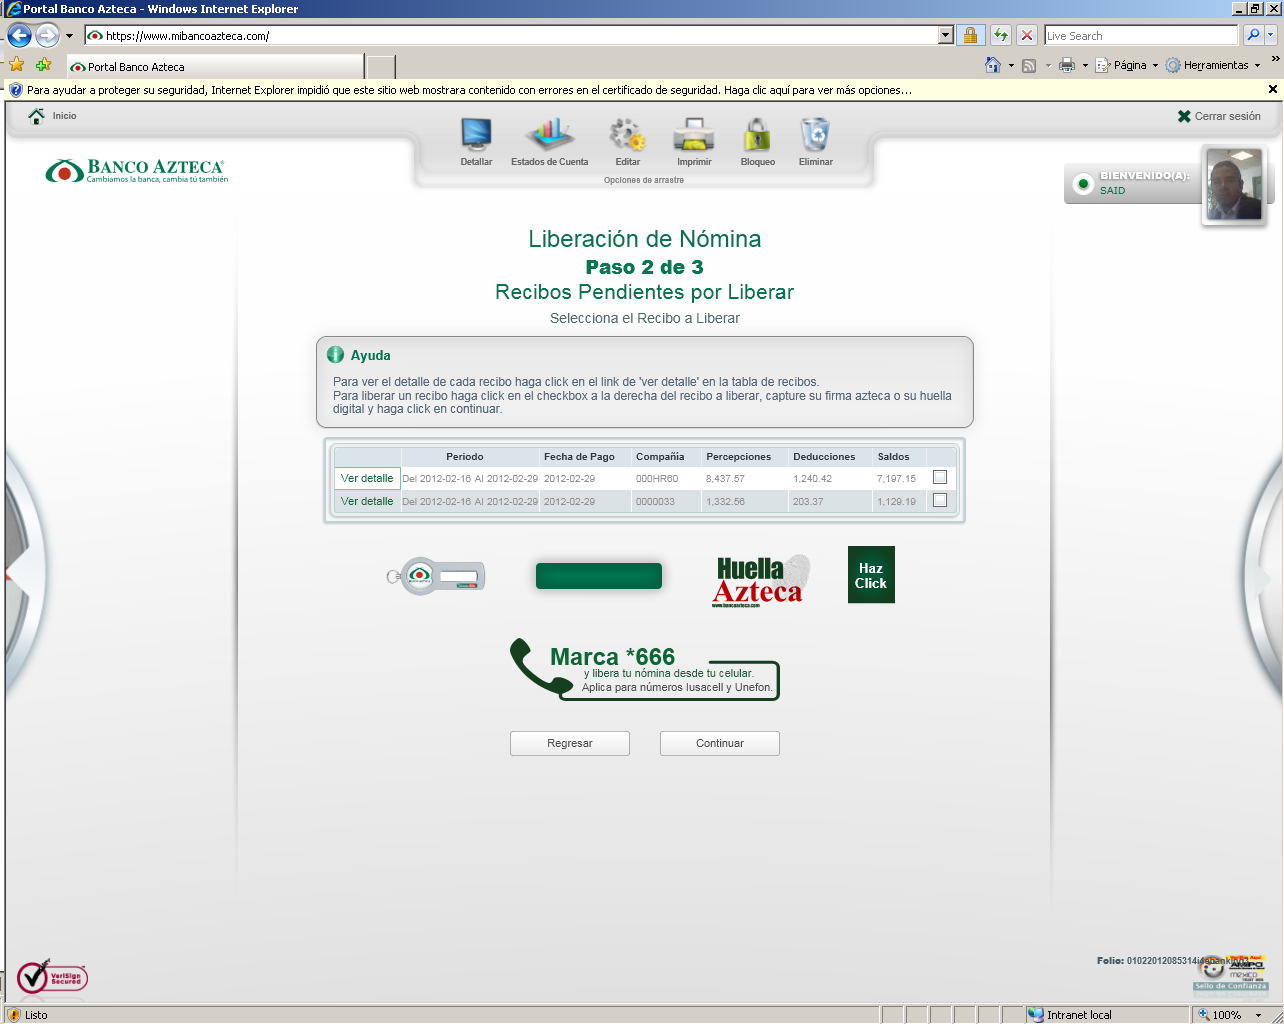 Portal Banco Azteca - Windows Internet Explorer
https://www.mibancoazteca.com/
Live Search
Portal Banco Azteca
Página
Herramientas
Para ayudar a proteger su seguridad, Internet Explorer impidió que este sitio web mostrara contenido con errores en el certificado de seguridad. Haga clic aquí para ver más opciones...
Inicio
Cerrar sesión
Detallar
Estados de Cuenta
Editar
Imprimir
Bloqueo
Eliminar
Opciones de arrastre
BANCO AZTECA
Cambiamos la banca, cambia tú también
BIENVENIDO(A):
SAID
Liberación de Nómina
Paso 2 de 3
Recibos Pendientes por Liberar
Selecciona el Recibo a Liberar
Ayuda
Para ver el detalle de cada recibo haga click en el link de 'ver detalle' en la tabla de recibos.
Para liberar un recibo haga click en el checkbox a la derecha del recibo a liberar, capture su firma azteca o su huella
digital y haga click en continuar.
Periodo Fecha de Pago Compañia Percepciones Deducciones Saldos
Ver detalle Del 2012-02-16 Al 2012-02-29 2012-02-29 000HR60 8,437.57 1,240.42 7,197.15
Ver detalle Del 2012-02-16 Al 2012-02-29 2012-02-29 0000033 1,332.56 203.37 1,129.19
Huella
Azteca
www.bancoazteca.com
Haz
Click
Marca *666
y libera tu nómina desde tu celular.
Aplica para números Iusacell y Unefon.
Regresar
Continuar
VeriSign
Secured
Folio:
AMIPCI
méxico
Sello de Confianza
Listo
Intranet local
100%